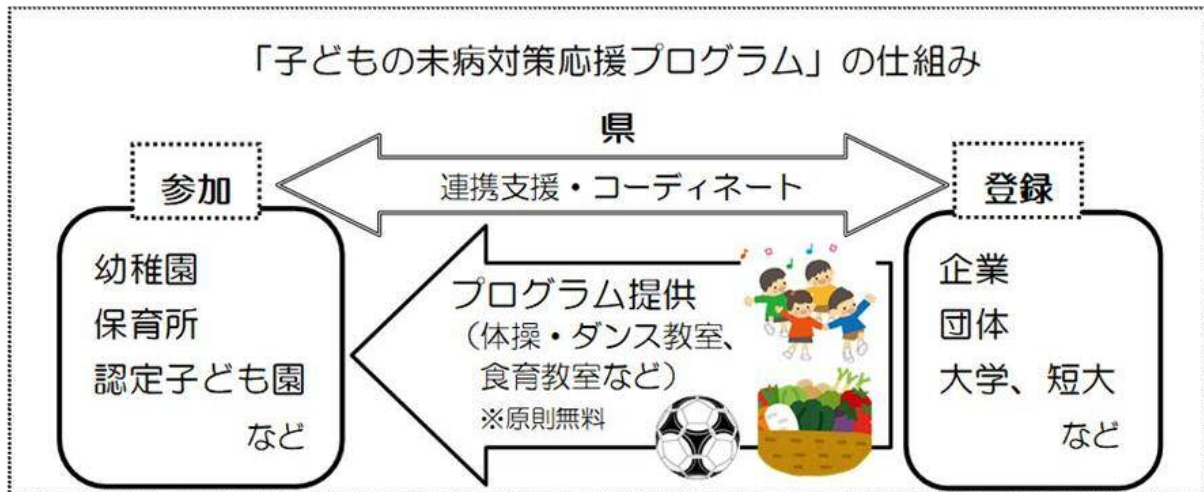 「子どもの未病対策応援プログラム」の仕組み
県
連携支援・コーディネート
参加
幼稚園
保育所
認定子ども園
など
プログラム提供
（体操・ダンス教室、
食育教室など）
※原則無料
登録
企業
団体
大学、短大
など